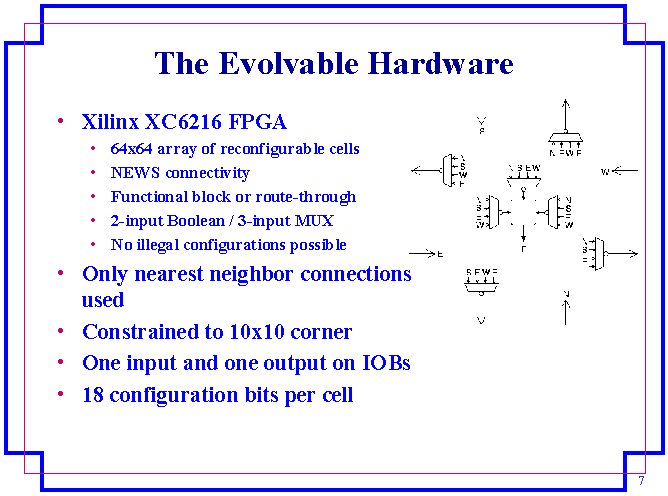 The Evolvable Hardware
• Xilinx XC6216 FPGA
• 64x64 array of reconfigurable cells
• NEWS connectivity
• Functional block or route-through
• 2-input Boolean / 3-input MUX
• No illegal configurations possible
• Only nearest neighbor connections
used
• Constrained to 10x10 corner
• One input and one output on IOBs
• 18 configuration bits per cell
S
N E W F
W
N S E W
E
F
S E W F
7